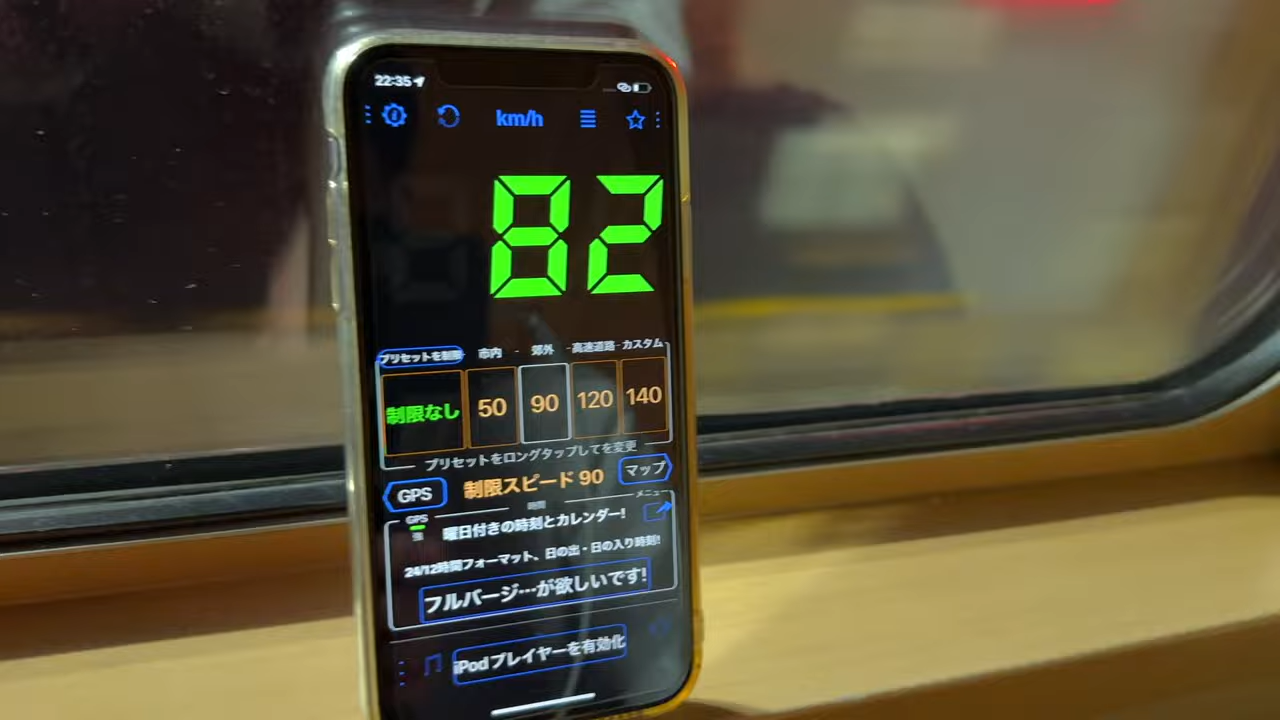 22:35
km/h
82
プリセットを制限 市内 - 郊外 - 高速道路 - カスタム
制限なし 50 90 120 140
プリセットをロングタップしてを変更
GPS 制限スピード 90 マップ
時間 メニュー
GPS 曜日付きの時刻とカレンダー!
強
24/12時間フォーマット、日の出・日の入り時刻!
フルバージ…が欲しいです!
iPodプレイヤーを有効化